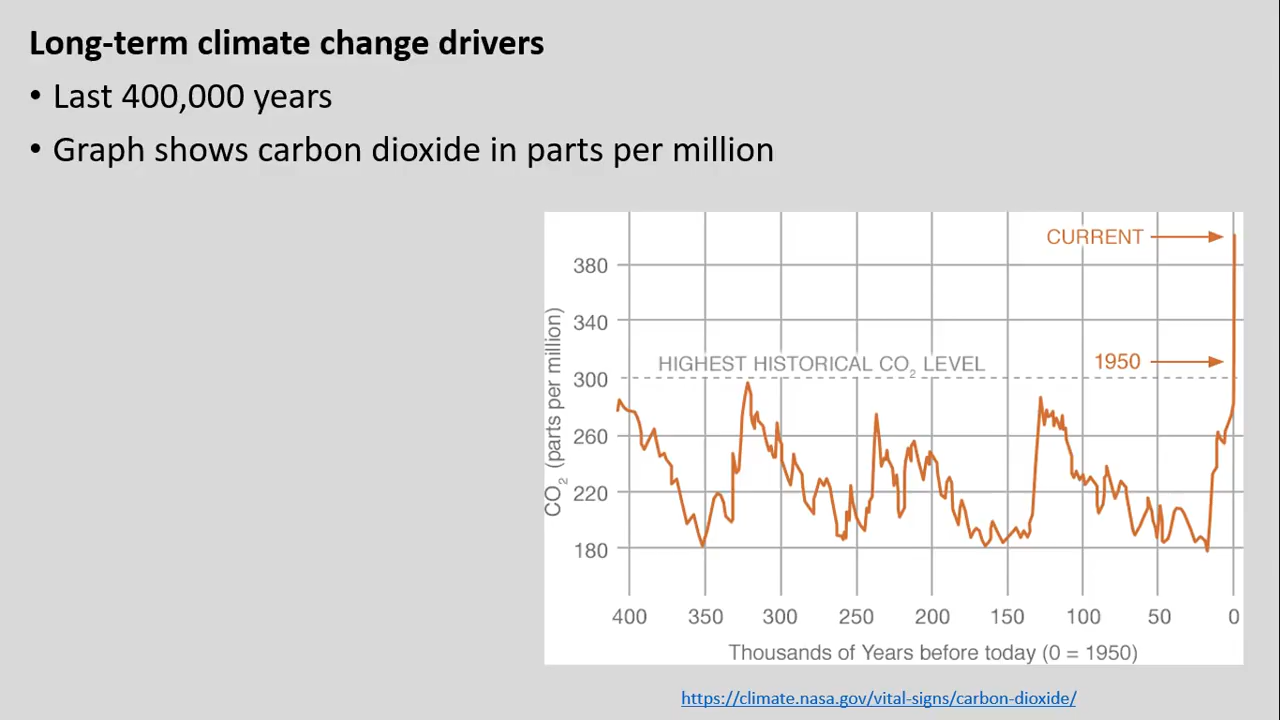 Long-term climate change drivers
• Last 400,000 years
• Graph shows carbon dioxide in parts per million
CURRENT
380
340
HIGHEST HISTORICAL CO₂ LEVEL
1950
300
260
220
180
CO₂ (parts per million)
400 350 300 250 200 150 100 50 0
Thousands of Years before today (0 = 1950)
https://climate.nasa.gov/vital-signs/carbon-dioxide/